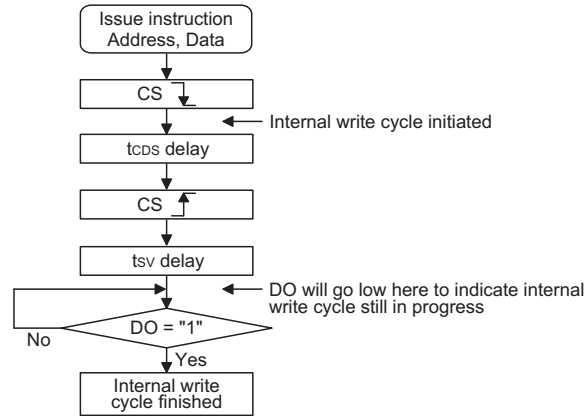 Issue instruction
Address, Data
CS
Internal write cycle initiated
tCDS delay
CS
tSV delay
DO will go low here to indicate internal
write cycle still in progress
DO = "1"
No
Yes
Internal write
cycle finished